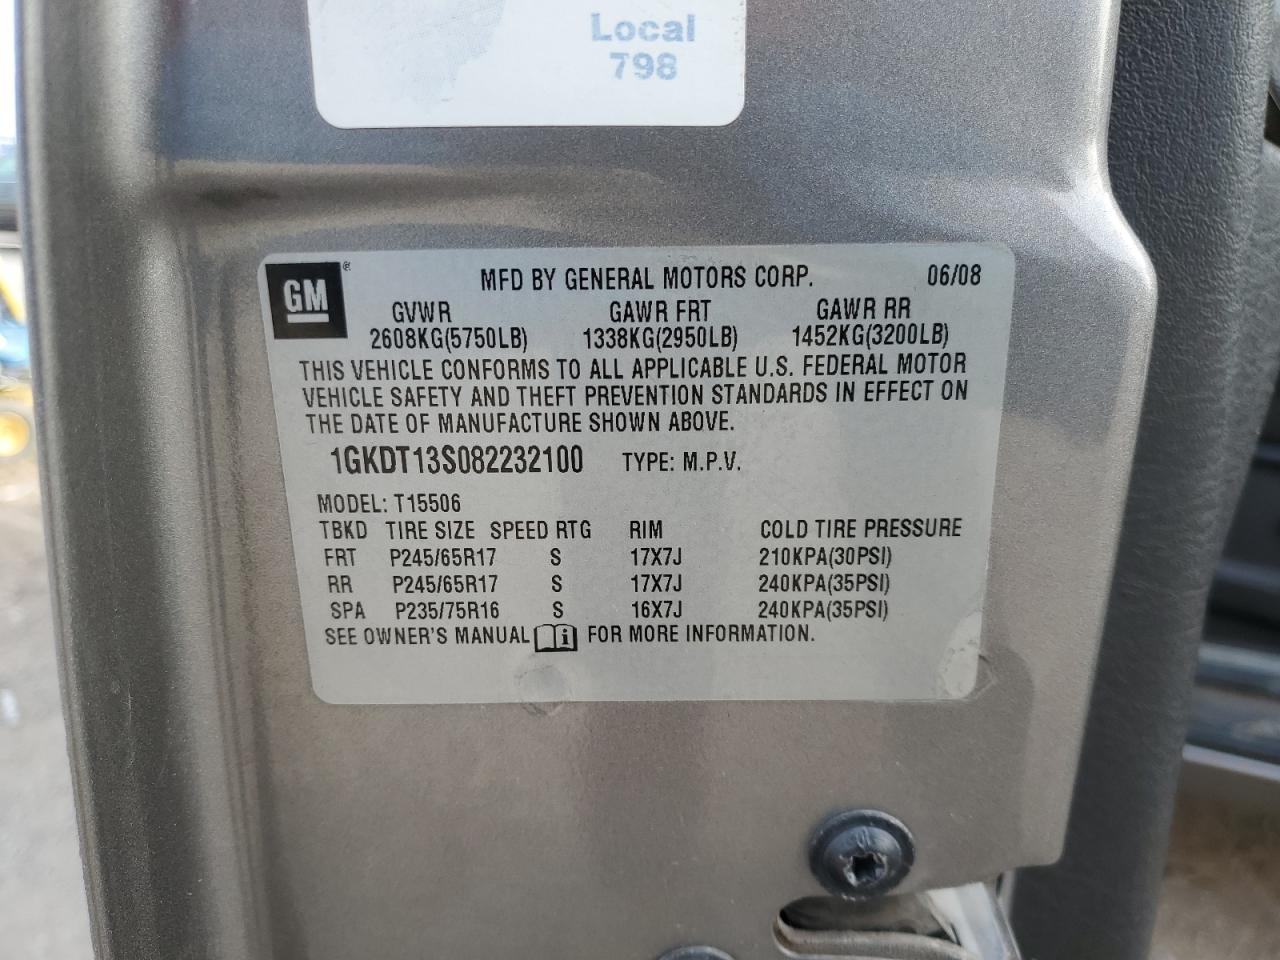 Local
798
GM
MFD BY GENERAL MOTORS CORP. 06/08
GVWR GAWR FRT GAWR RR
2608KG(5750LB) 1338KG(2950LB) 1452KG(3200LB)
THIS VEHICLE CONFORMS TO ALL APPLICABLE U.S. FEDERAL MOTOR
VEHICLE SAFETY AND THEFT PREVENTION STANDARDS IN EFFECT ON
THE DATE OF MANUFACTURE SHOWN ABOVE.
1GKDT13S082232100 TYPE: M.P.V.
MODEL: T15506
TBKD TIRE SIZE SPEED RTG RIM COLD TIRE PRESSURE
FRT P245/65R17 S 17X7J 210KPA(30PSI)
RR P245/65R17 S 17X7J 240KPA(35PSI)
SPA P235/75R16 S 16X7J 240KPA(35PSI)
SEE OWNER'S MANUAL i FOR MORE INFORMATION.